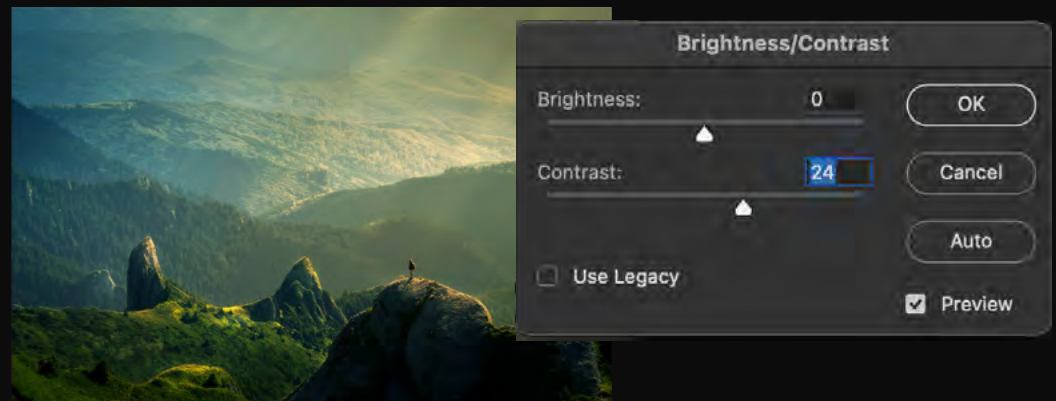 Brightness/Contrast
Brightness: 0
OK
Contrast: 24
Cancel
Auto
Use Legacy
Preview